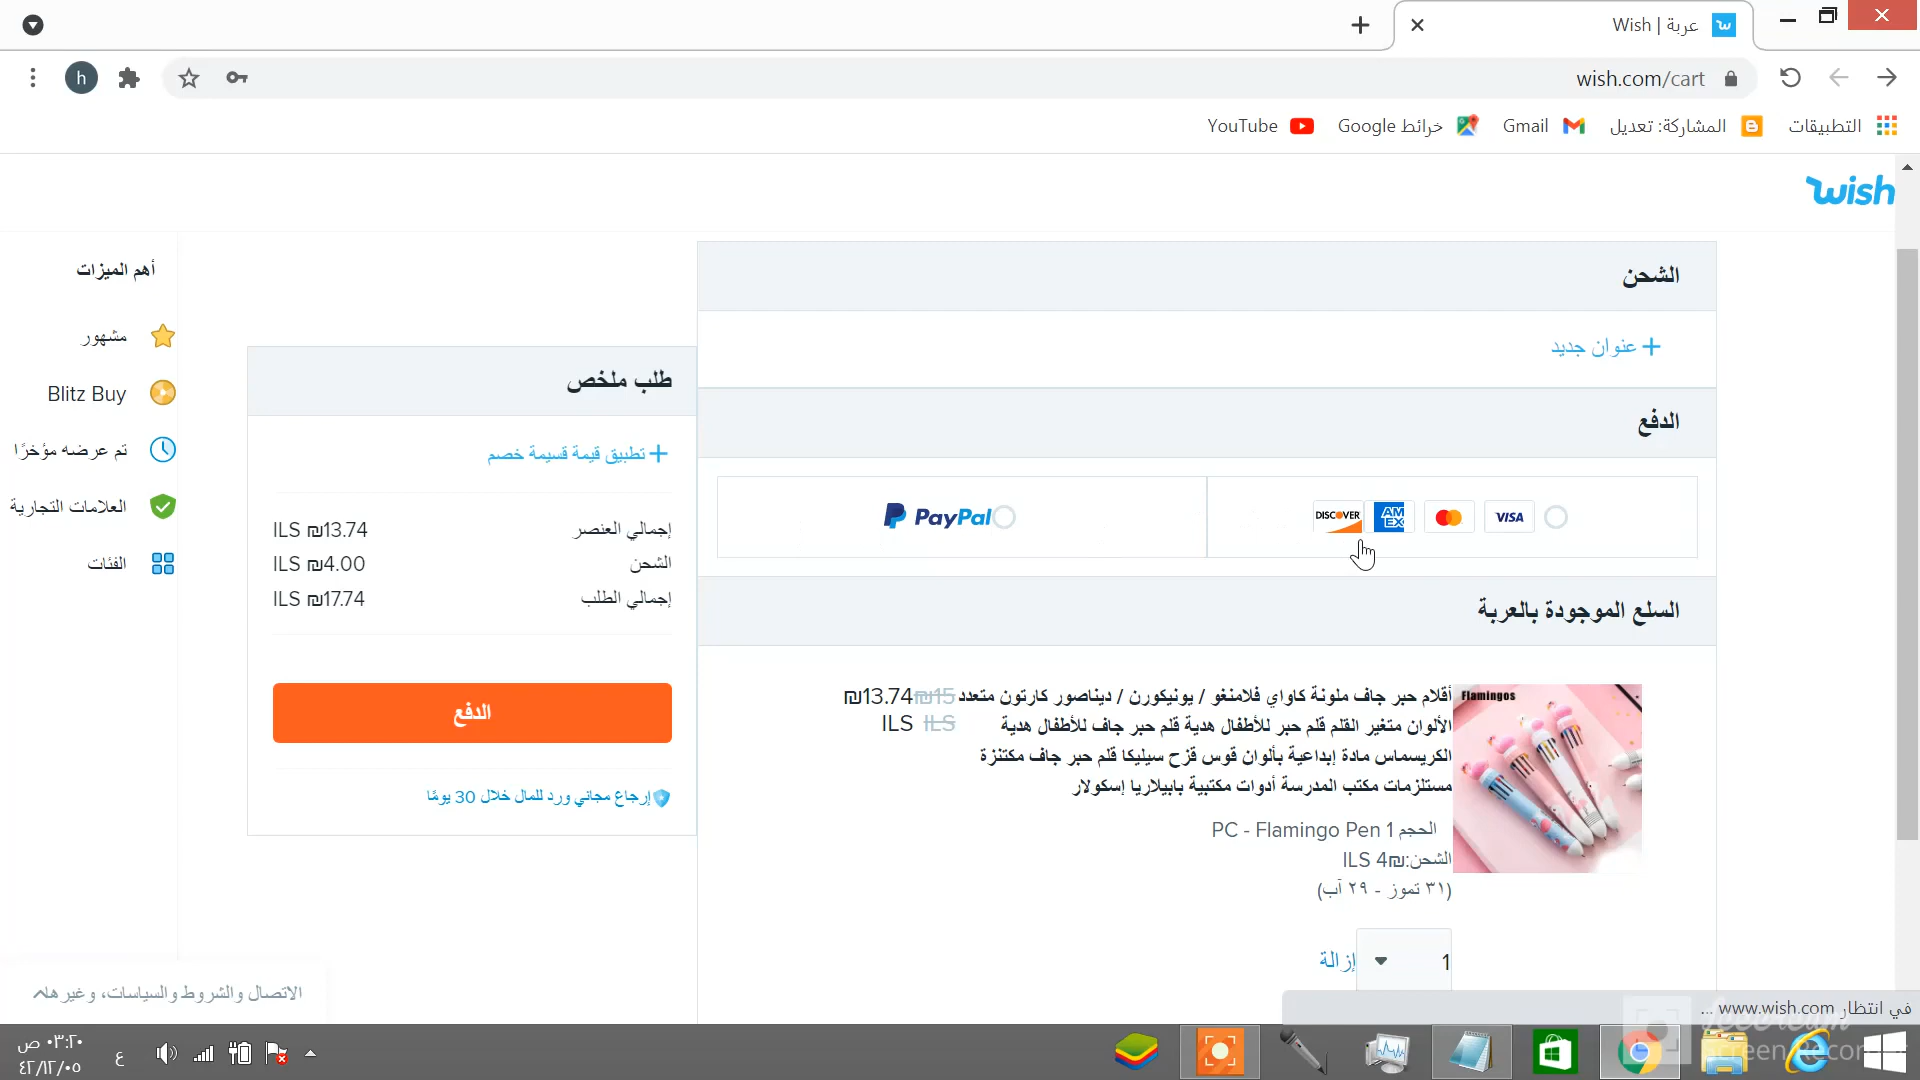 عربة | Wish
wish.com/cart
h
التطبيقات
المشاركة: تعديل
Gmail
خرائط Google
YouTube
wish
أهم الميزات
مشهور
Blitz Buy
تم عرضه مؤخرًا
العلامات التجارية
الفئات
الشحن
+ عنوان جديد
الدفع
VISA
AMEX
DISCOVER
PayPal
السلع الموجودة بالعربة
Flamingos
أقلام حبر جاف ملونة كاواي فلامنغو / يونيكورن / ديناصور كارتون متعدد
الألوان متغير القلم قلم حبر للأطفال هدية قلم حبر جاف للأطفال هدية
الكريسماس مادة إبداعية بألوان قوس قزح سيليكا قلم حبر جاف مكتنزة
مستلزمات مكتب المدرسة أدوات مكتبية بابيلاريا إسكولار
₪15 ILS
₪13.74 ILS
الحجم PC - Flamingo Pen 1
الشحن: ₪4 ILS
(٣١ تموز - ٢٩ آب)
1
إزالة
طلب ملخص
+ تطبيق قيمة قسيمة خصم
إجمالي العنصر ILS ₪13.74
الشحن ILS ₪4.00
إجمالي الطلب ILS ₪17.74
الدفع
إرجاع مجاني ورد للمال خلال 30 يومًا
الاتصال والشروط والسياسات، وغيرها
في انتظار www.wish.com ...
Screen Recorder
ع
٠٣:٢٠ ص
٤٢/١٢/٠٥